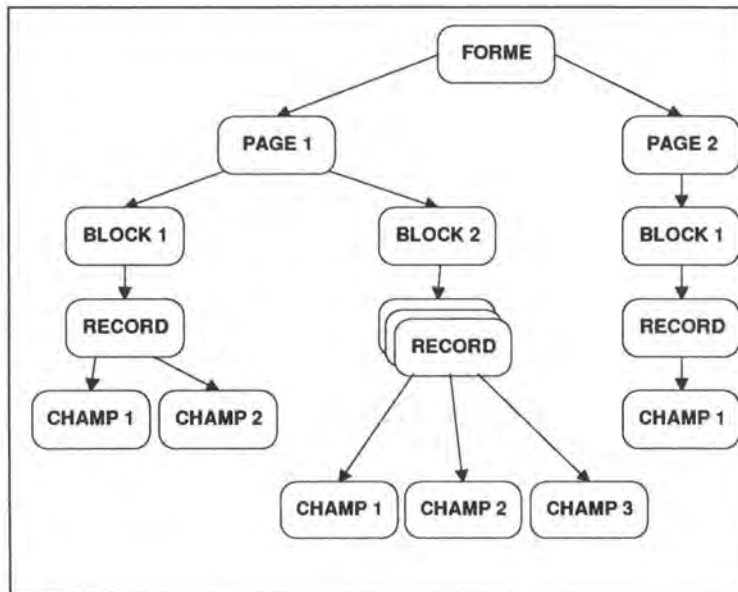 FORME
PAGE 1 PAGE 2
BLOCK 1 BLOCK 2 BLOCK 1
RECORD RECORD RECORD
CHAMP 1 CHAMP 2 CHAMP 1
CHAMP 1 CHAMP 2 CHAMP 3